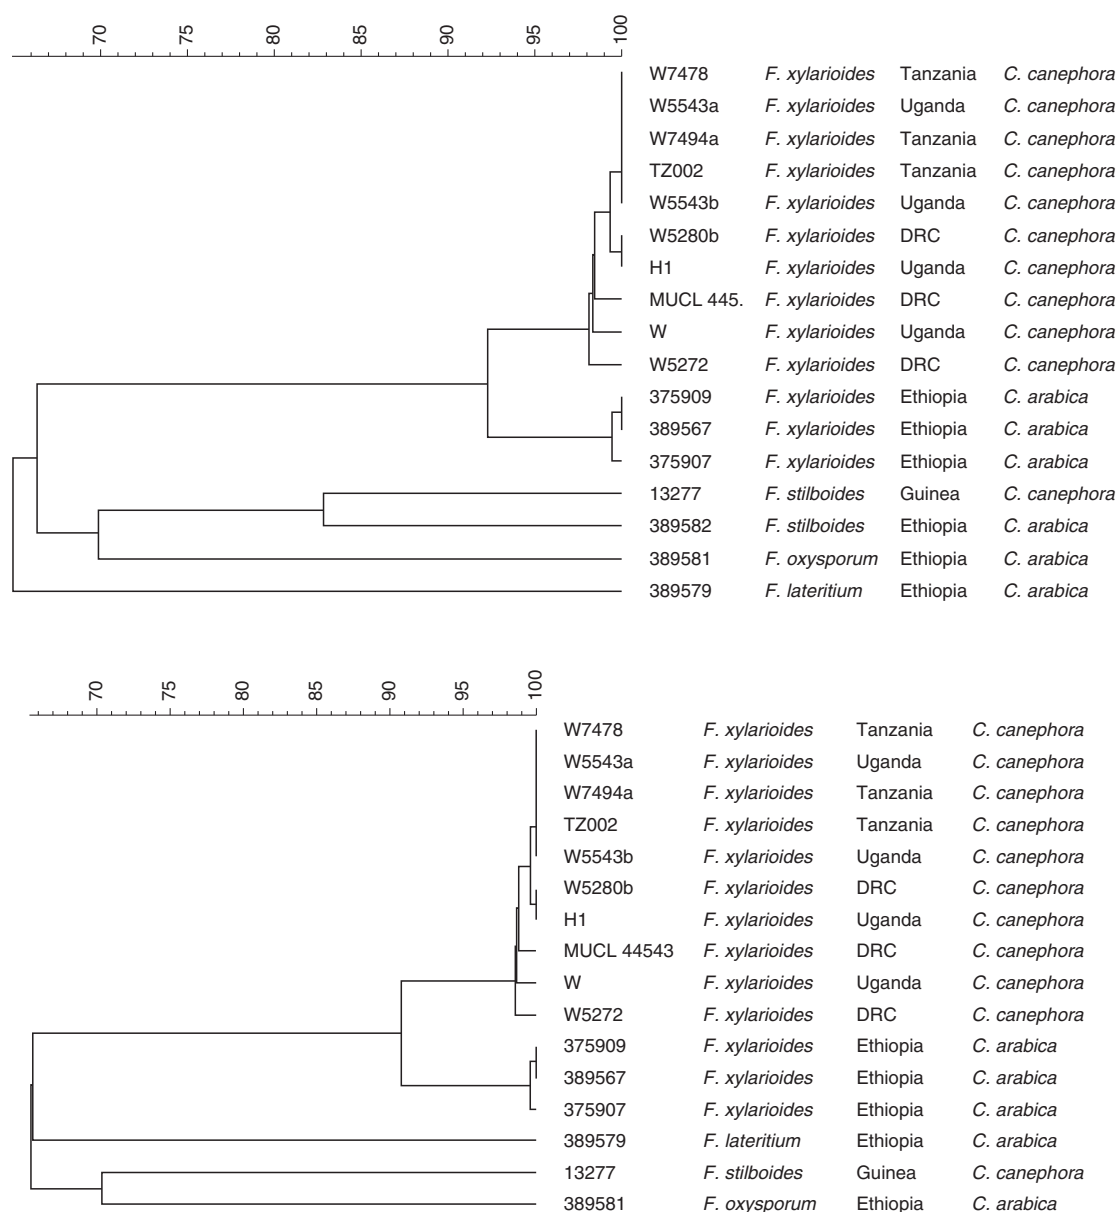 70 75 80 85 90 95 100
W7478 F. xylarioides Tanzania C. canephora
W5543a F. xylarioides Uganda C. canephora
W7494a F. xylarioides Tanzania C. canephora
TZ002 F. xylarioides Tanzania C. canephora
W5543b F. xylarioides Uganda C. canephora
W5280b F. xylarioides DRC C. canephora
H1 F. xylarioides Uganda C. canephora
MUCL 445. F. xylarioides DRC C. canephora
W F. xylarioides Uganda C. canephora
W5272 F. xylarioides DRC C. canephora
375909 F. xylarioides Ethiopia C. arabica
389567 F. xylarioides Ethiopia C. arabica
375907 F. xylarioides Ethiopia C. arabica
13277 F. stilboides Guinea C. canephora
389582 F. stilboides Ethiopia C. arabica
389581 F. oxysporum Ethiopia C. arabica
389579 F. lateritium Ethiopia C. arabica
70 75 80 85 90 95 100
W7478 F. xylarioides Tanzania C. canephora
W5543a F. xylarioides Uganda C. canephora
W7494a F. xylarioides Tanzania C. canephora
TZ002 F. xylarioides Tanzania C. canephora
W5543b F. xylarioides Uganda C. canephora
W5280b F. xylarioides DRC C. canephora
H1 F. xylarioides Uganda C. canephora
MUCL 44543 F. xylarioides DRC C. canephora
W F. xylarioides Uganda C. canephora
W5272 F. xylarioides DRC C. canephora
375909 F. xylarioides Ethiopia C. arabica
389567 F. xylarioides Ethiopia C. arabica
375907 F. xylarioides Ethiopia C. arabica
389579 F. lateritium Ethiopia C. arabica
13277 F. stilboides Guinea C. canephora
389581 F. oxysporum Ethiopia C. arabica